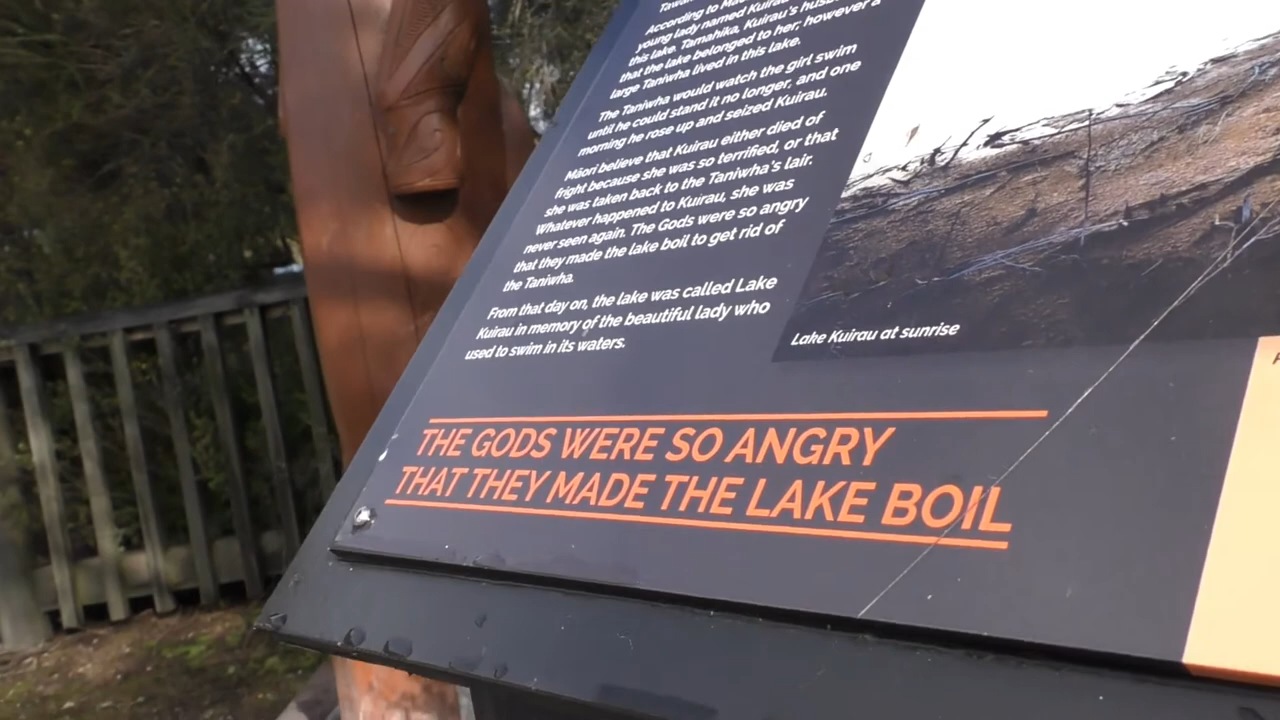 According to
young lady named Kuirau
this lake. Tamahika, Kuirau's
that the lake belonged to her; however a
large Taniwha lived in this lake.
The Taniwha would watch the girl swim
until he could stand it no longer, and one
morning he rose up and seized Kuirau.
Māori believe that Kuirau either died of
fright because she was so terrified, or that
she was taken back to the Taniwha's lair.
Whatever happened to Kuirau, she was
never seen again. The Gods were so angry
that they made the lake boil to get rid of
the Taniwha.
From that day on, the lake was called Lake
Kuirau in memory of the beautiful lady who
used to swim in its waters.
Lake Kuirau at sunrise
THE GODS WERE SO ANGRY
THAT THEY MADE THE LAKE BOIL